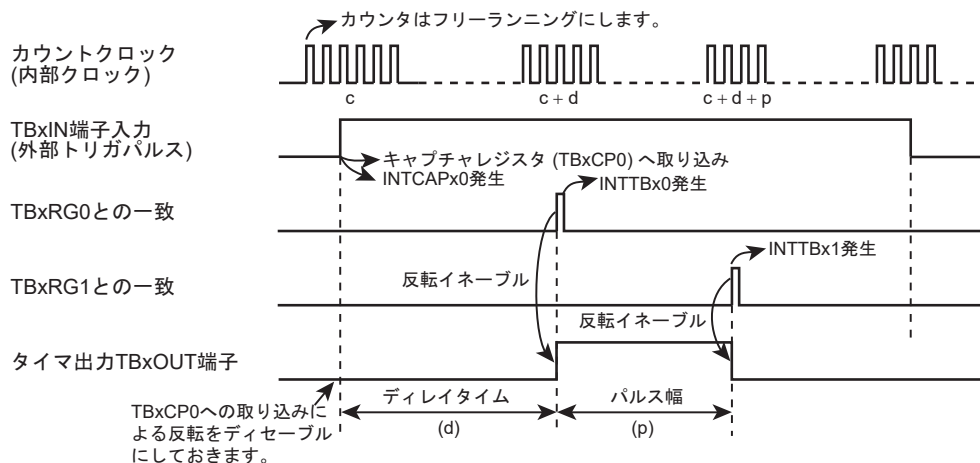 カウンタはフリーランニングにします。
カウントクロック
(内部クロック)
c
c + d
c + d + p
TBxIN端子入力
(外部トリガパルス)
キャプチャレジスタ (TBxCP0) へ取り込み
INTCAPx0発生
INTTBx0発生
TBxRG0との一致
INTTBx1発生
反転イネーブル
TBxRG1との一致
反転イネーブル
タイマ出力TBxOUT端子
ディレイタイム
パルス幅
(d)
(p)
TBxCP0への取り込みに
よる反転をディセーブル
にしておきます。